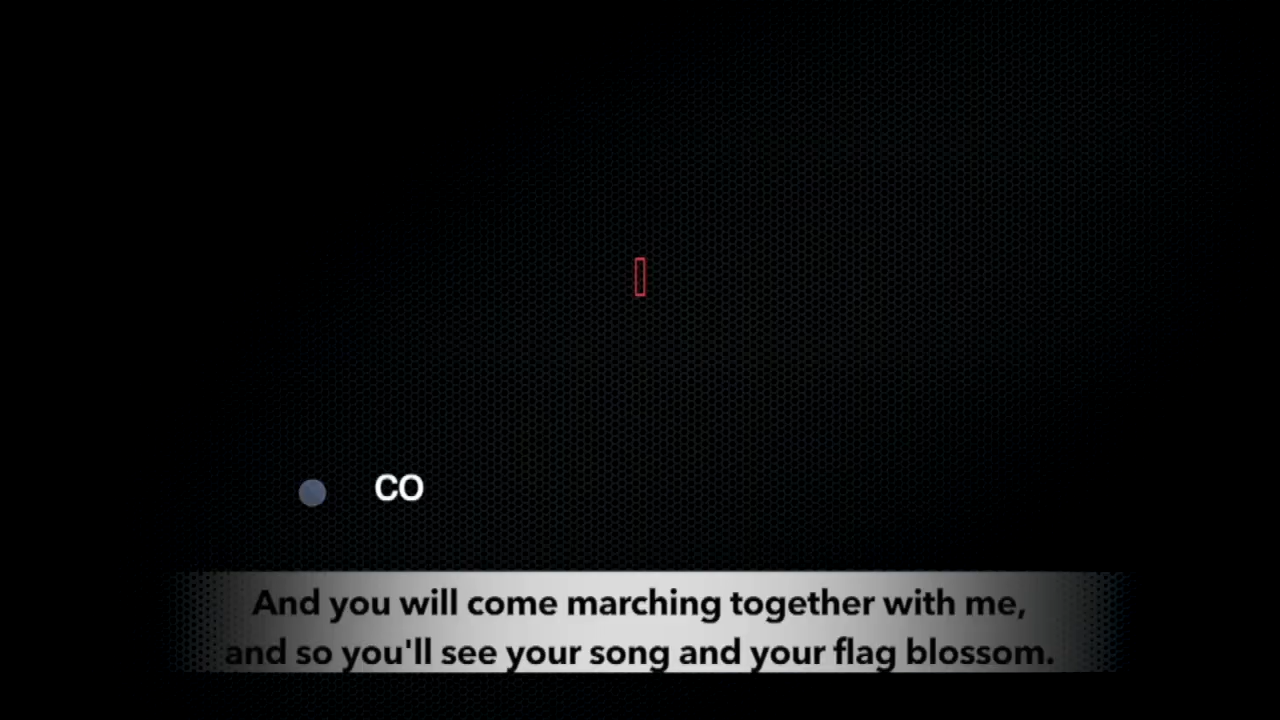 CO
And you will come marching together with me,
and so you'll see your song and your flag blossom.